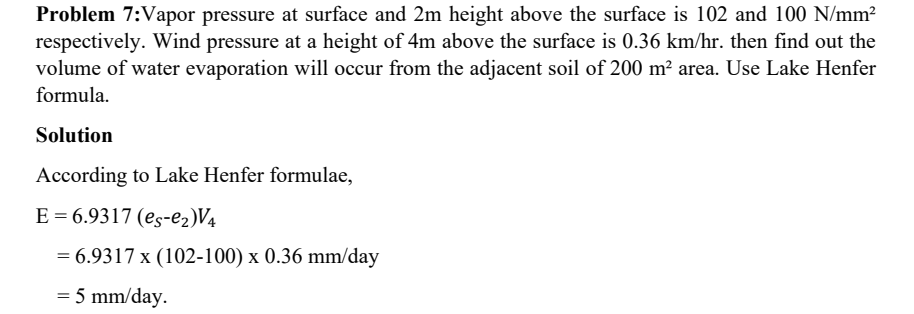 Problem 7:Vapor pressure at surface and 2m height above the surface is 102 and 100 N/mm²
respectively. Wind pressure at a height of 4m above the surface is 0.36 km/hr. then find out the
volume of water evaporation will occur from the adjacent soil of 200 m² area. Use Lake Henfer
formula.
Solution
According to Lake Henfer formulae,
E = 6.9317 (eₛ-e₂)V₄
= 6.9317 x (102-100) x 0.36 mm/day
= 5 mm/day.